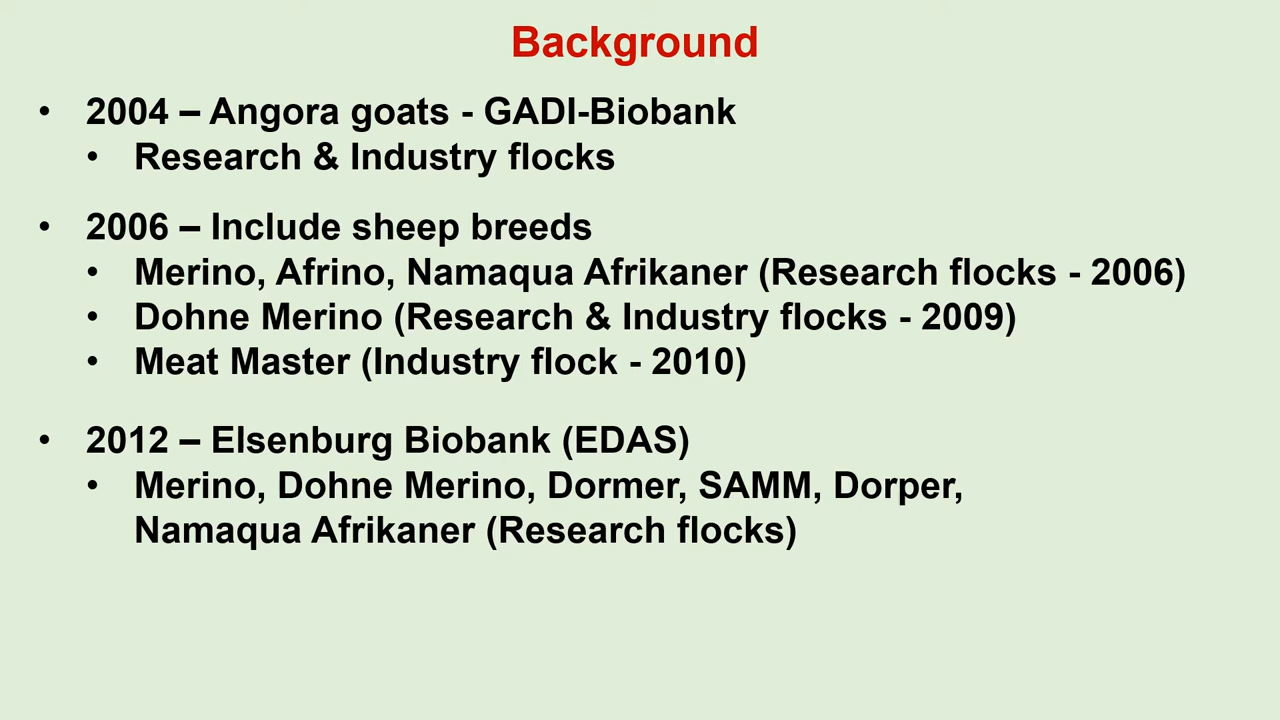 Background
• 2004 – Angora goats - GADI-Biobank
• Research & Industry flocks
• 2006 – Include sheep breeds
• Merino, Afrino, Namaqua Afrikaner (Research flocks - 2006)
• Dohne Merino (Research & Industry flocks - 2009)
• Meat Master (Industry flock - 2010)
• 2012 – Elsenburg Biobank (EDAS)
• Merino, Dohne Merino, Dormer, SAMM, Dorper,
Namaqua Afrikaner (Research flocks)